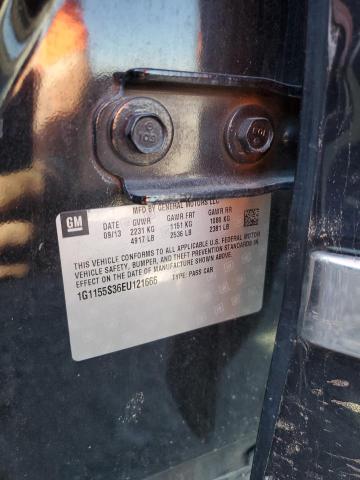 MFD BY GENERAL MOTORS LLC
GM
DATE GVWR GAWR FRT GAWR RR
09/13 2231 KG 1151 KG 1080 KG
4917 LB 2536 LB 2381 LB
THIS VEHICLE CONFORMS TO ALL APPLICABLE U.S. FEDERAL MOTOR
VEHICLE SAFETY, BUMPER, AND THEFT PREVENTION STANDARDS IN
EFFECT ON THE DATE OF MANUFACTURE SHOWN ABOVE.
1G1155S36EU121666 TYPE: PASS CAR